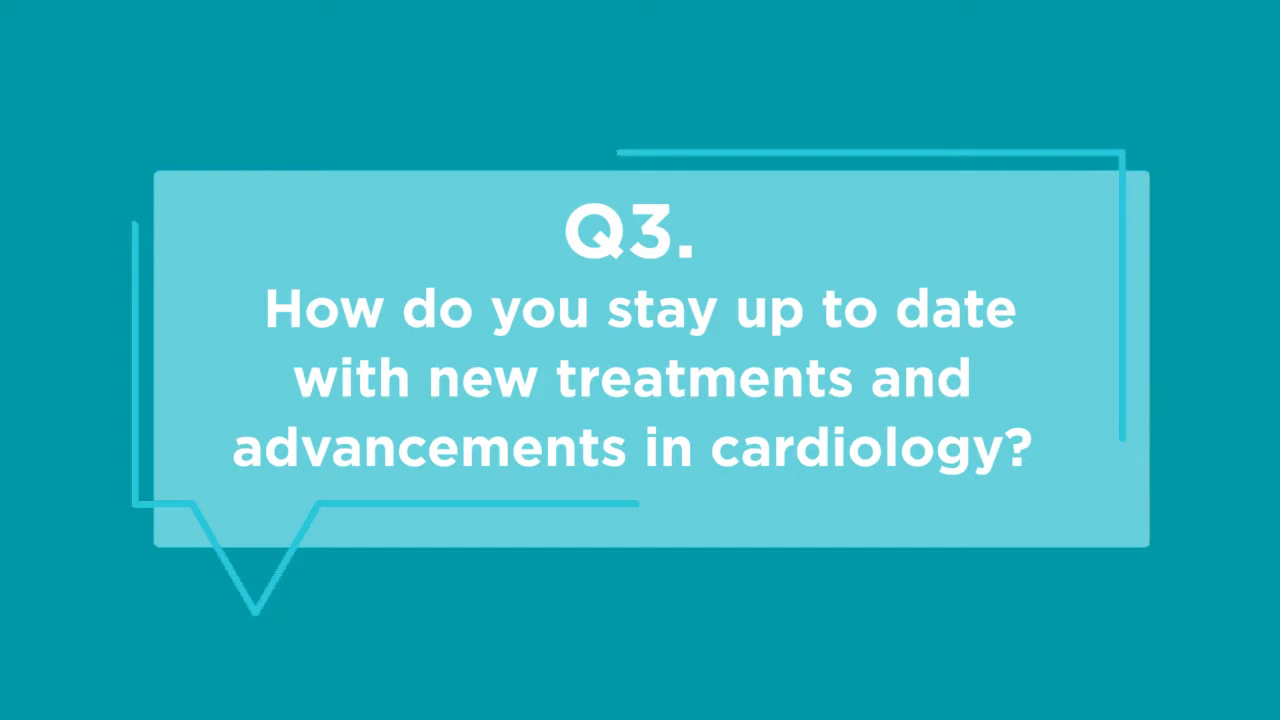 Q3.
How do you stay up to date
with new treatments and
advancements in cardiology?